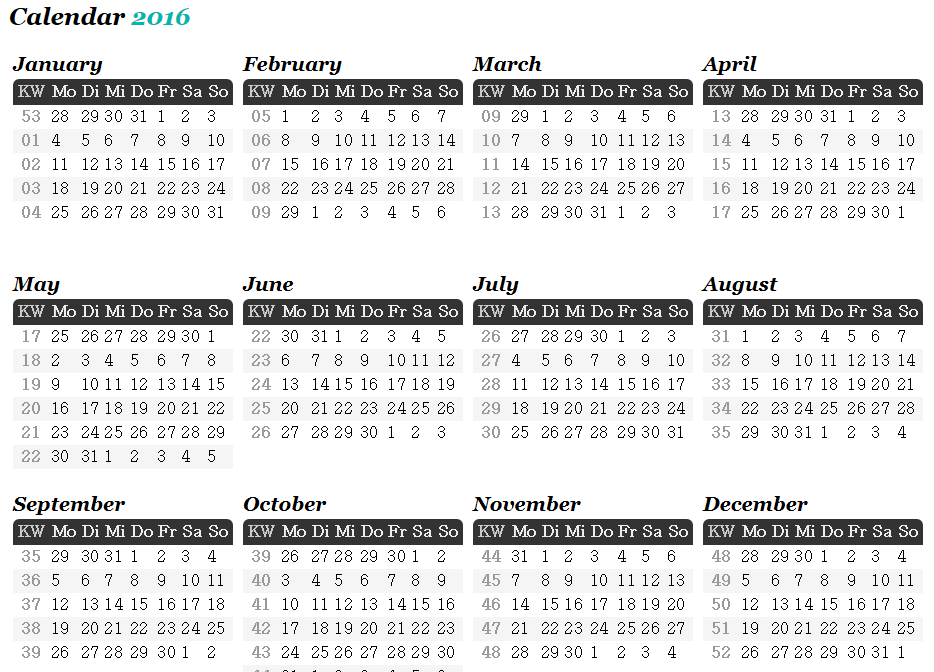 Calendar 2016
January
KW Mo Di Mi Do Fr Sa So
53 28 29 30 31 1 2 3
01 4 5 6 7 8 9 10
02 11 12 13 14 15 16 17
03 18 19 20 21 22 23 24
04 25 26 27 28 29 30 31
February
KW Mo Di Mi Do Fr Sa So
05 1 2 3 4 5 6 7
06 8 9 10 11 12 13 14
07 15 16 17 18 19 20 21
08 22 23 24 25 26 27 28
09 29 1 2 3 4 5 6
March
KW Mo Di Mi Do Fr Sa So
09 29 1 2 3 4 5 6
10 7 8 9 10 11 12 13
11 14 15 16 17 18 19 20
12 21 22 23 24 25 26 27
13 28 29 30 31 1 2 3
April
KW Mo Di Mi Do Fr Sa So
13 28 29 30 31 1 2 3
14 4 5 6 7 8 9 10
15 11 12 13 14 15 16 17
16 18 19 20 21 22 23 24
17 25 26 27 28 29 30 1
May
KW Mo Di Mi Do Fr Sa So
17 25 26 27 28 29 30 1
18 2 3 4 5 6 7 8
19 9 10 11 12 13 14 15
20 16 17 18 19 20 21 22
21 23 24 25 26 27 28 29
22 30 31 1 2 3 4 5
June
KW Mo Di Mi Do Fr Sa So
22 30 31 1 2 3 4 5
23 6 7 8 9 10 11 12
24 13 14 15 16 17 18 19
25 20 21 22 23 24 25 26
26 27 28 29 30 1 2 3
July
KW Mo Di Mi Do Fr Sa So
26 27 28 29 30 1 2 3
27 4 5 6 7 8 9 10
28 11 12 13 14 15 16 17
29 18 19 20 21 22 23 24
30 25 26 27 28 29 30 31
August
KW Mo Di Mi Do Fr Sa So
31 1 2 3 4 5 6 7
32 8 9 10 11 12 13 14
33 15 16 17 18 19 20 21
34 22 23 24 25 26 27 28
35 29 30 31 1 2 3 4
September
KW Mo Di Mi Do Fr Sa So
35 29 30 31 1 2 3 4
36 5 6 7 8 9 10 11
37 12 13 14 15 16 17 18
38 19 20 21 22 23 24 25
39 26 27 28 29 30 1 2
October
KW Mo Di Mi Do Fr Sa So
39 26 27 28 29 30 1 2
40 3 4 5 6 7 8 9
41 10 11 12 13 14 15 16
42 17 18 19 20 21 22 23
43 24 25 26 27 28 29 30
November
KW Mo Di Mi Do Fr Sa So
44 31 1 2 3 4 5 6
45 7 8 9 10 11 12 13
46 14 15 16 17 18 19 20
47 21 22 23 24 25 26 27
48 28 29 30 1 2 3 4
December
KW Mo Di Mi Do Fr Sa So
48 28 29 30 1 2 3 4
49 5 6 7 8 9 10 11
50 12 13 14 15 16 17 18
51 19 20 21 22 23 24 25
52 26 27 28 29 30 31 1